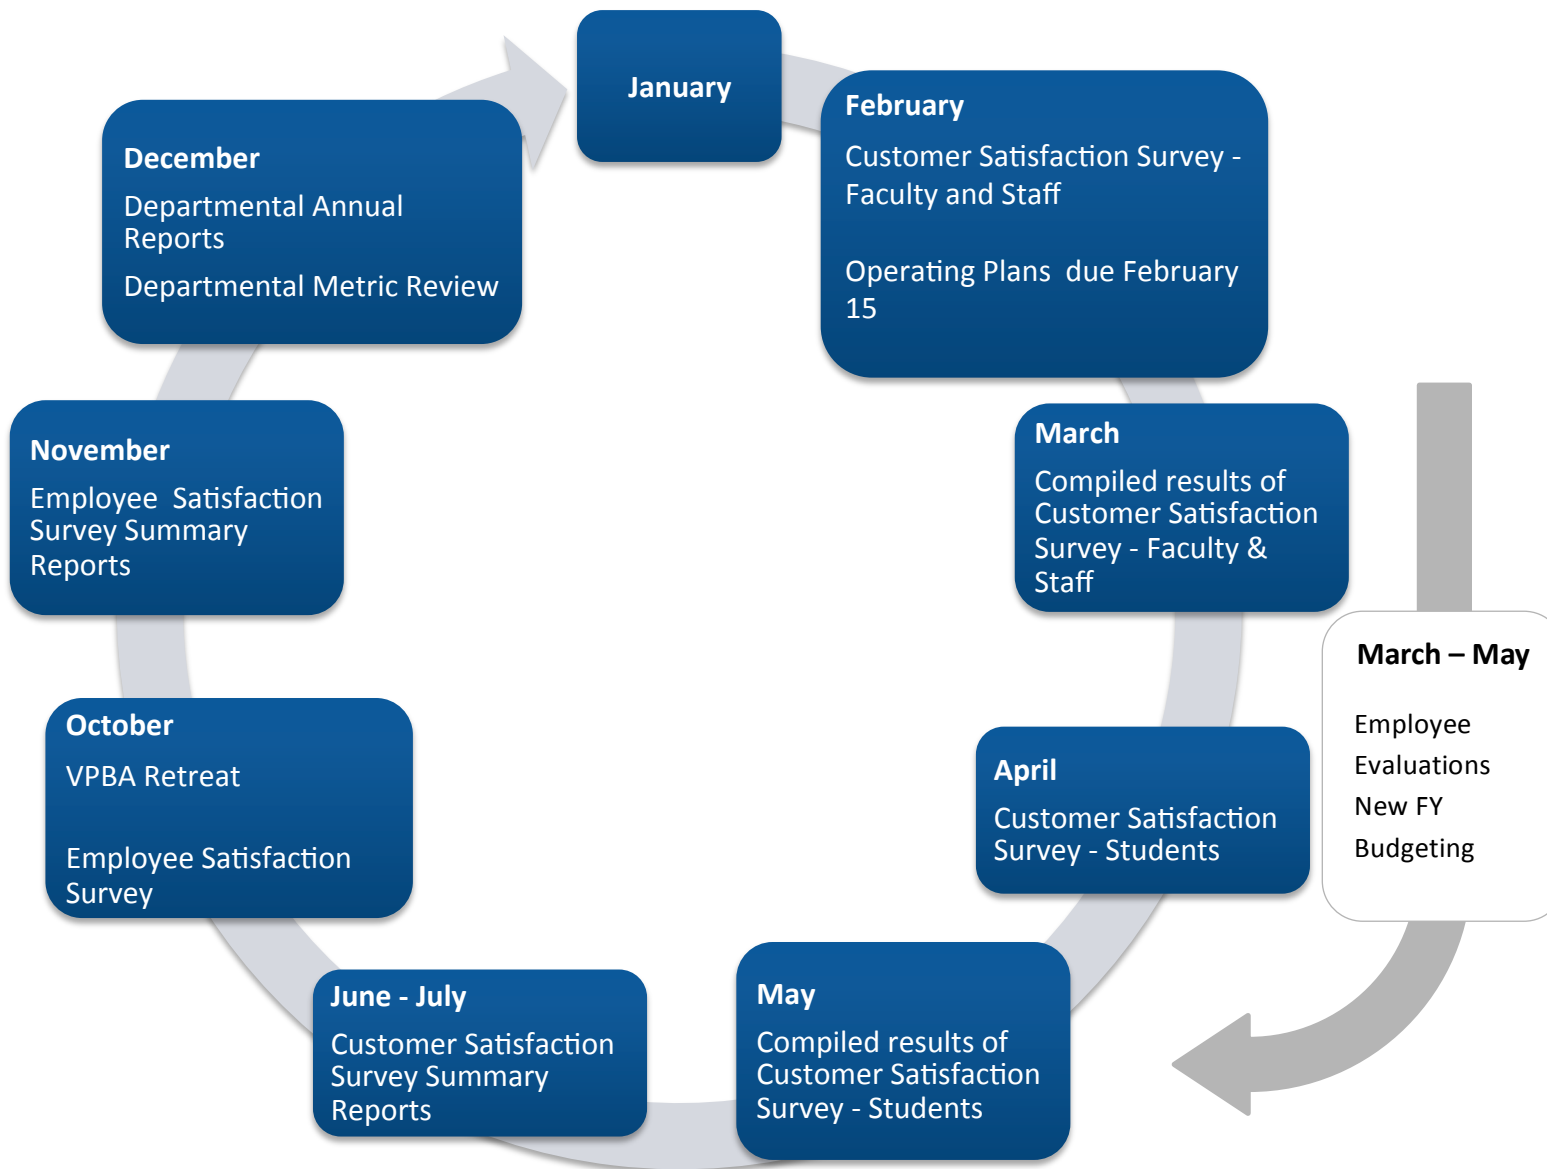 January
February
Customer Satisfaction Survey -
Faculty and Staff
Operating Plans  due February
15
March
Compiled results of
Customer Satisfaction
Survey - Faculty &
Staff
March – May
Employee
Evaluations
New FY
Budgeting
April
Customer Satisfaction
Survey - Students
May
Compiled results of
Customer Satisfaction
Survey - Students
June - July
Customer Satisfaction
Survey Summary
Reports
October
VPBA Retreat
Employee Satisfaction
Survey
November
Employee  Satisfaction
Survey Summary
Reports
December
Departmental Annual
Reports
Departmental Metric Review